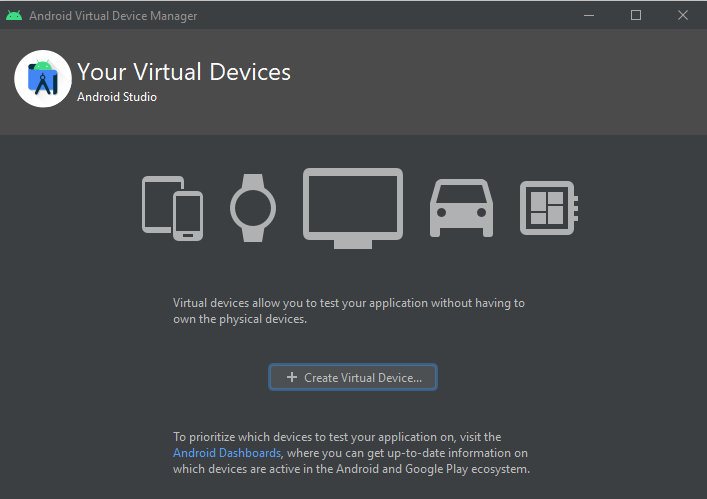 Android Virtual Device Manager
Your Virtual Devices
Android Studio
Virtual devices allow you to test your application without having to
own the physical devices.
+ Create Virtual Device...
To prioritize which devices to test your application on, visit the
Android Dashboards, where you can get up-to-date information on
which devices are active in the Android and Google Play ecosystem.